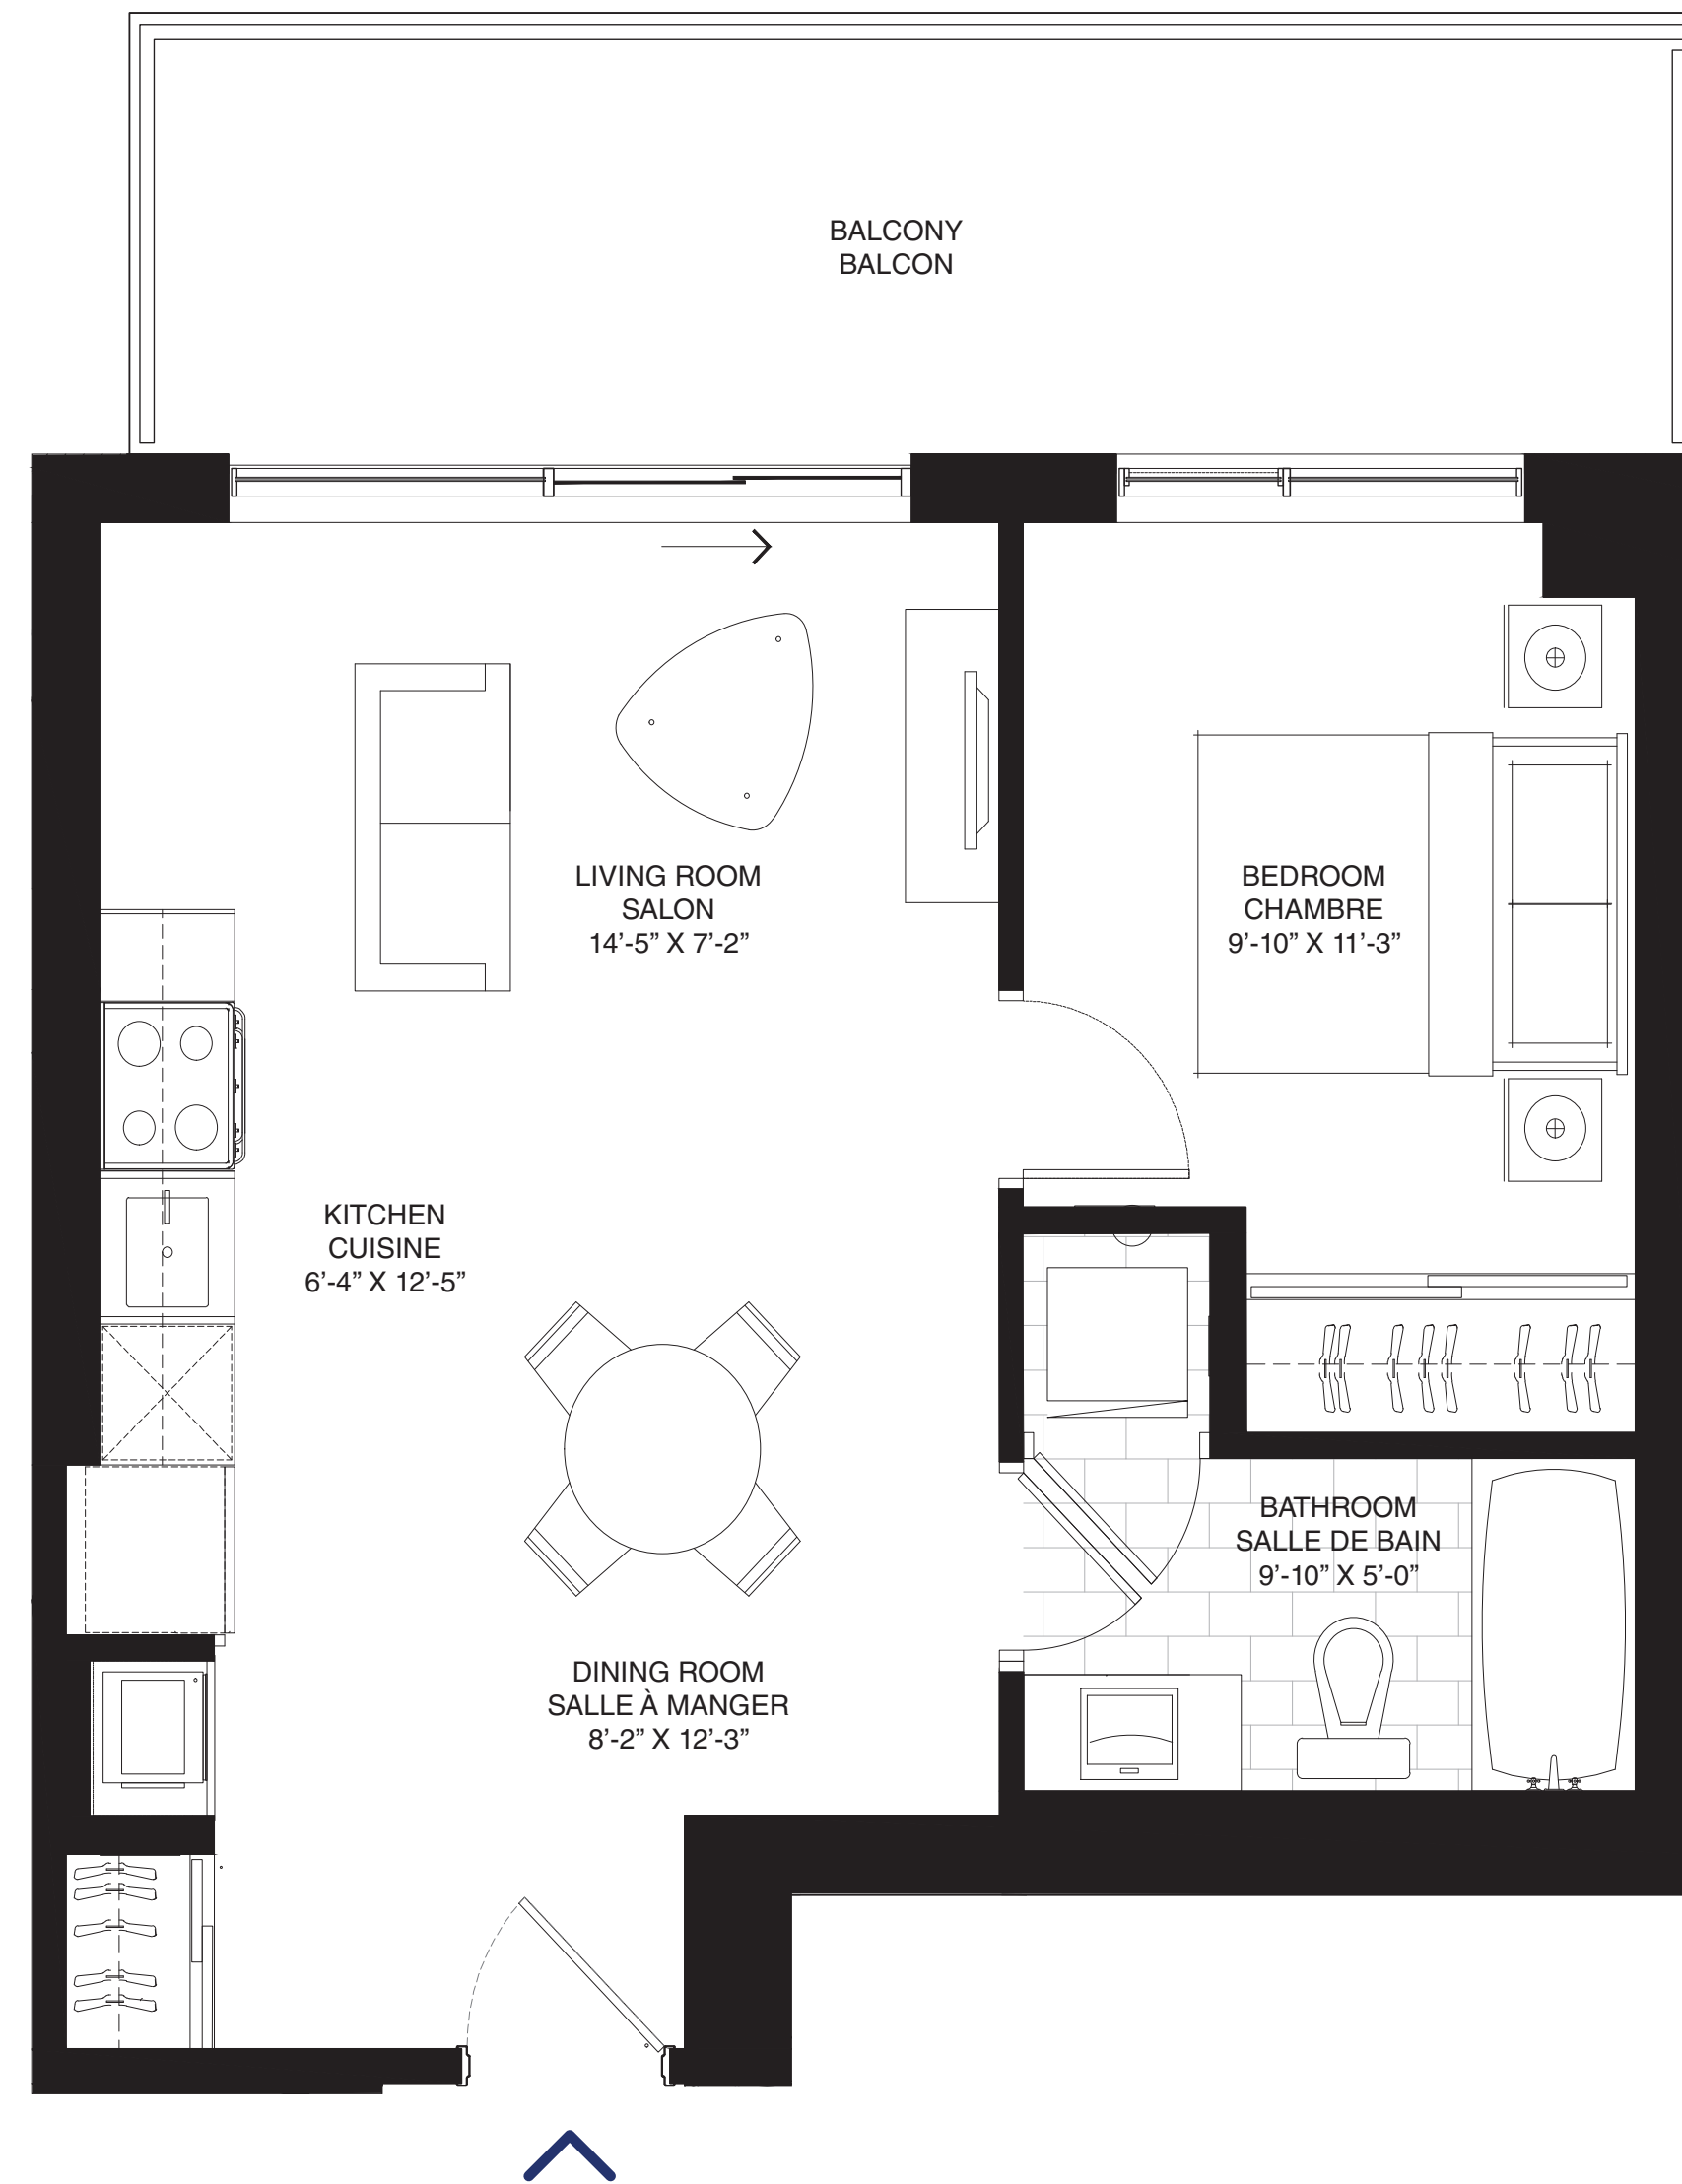 BALCONY
BALCON
LIVING ROOM
SALON
14’-5” X 7’-2”
BEDROOM
CHAMBRE
9’-10” X 11’-3”
KITCHEN
CUISINE
6’-4” X 12’-5”
BATHROOM
SALLE DE BAIN
9’-10” X 5’-0”
DINING ROOM
SALLE À MANGER
8’-2” X 12’-3”